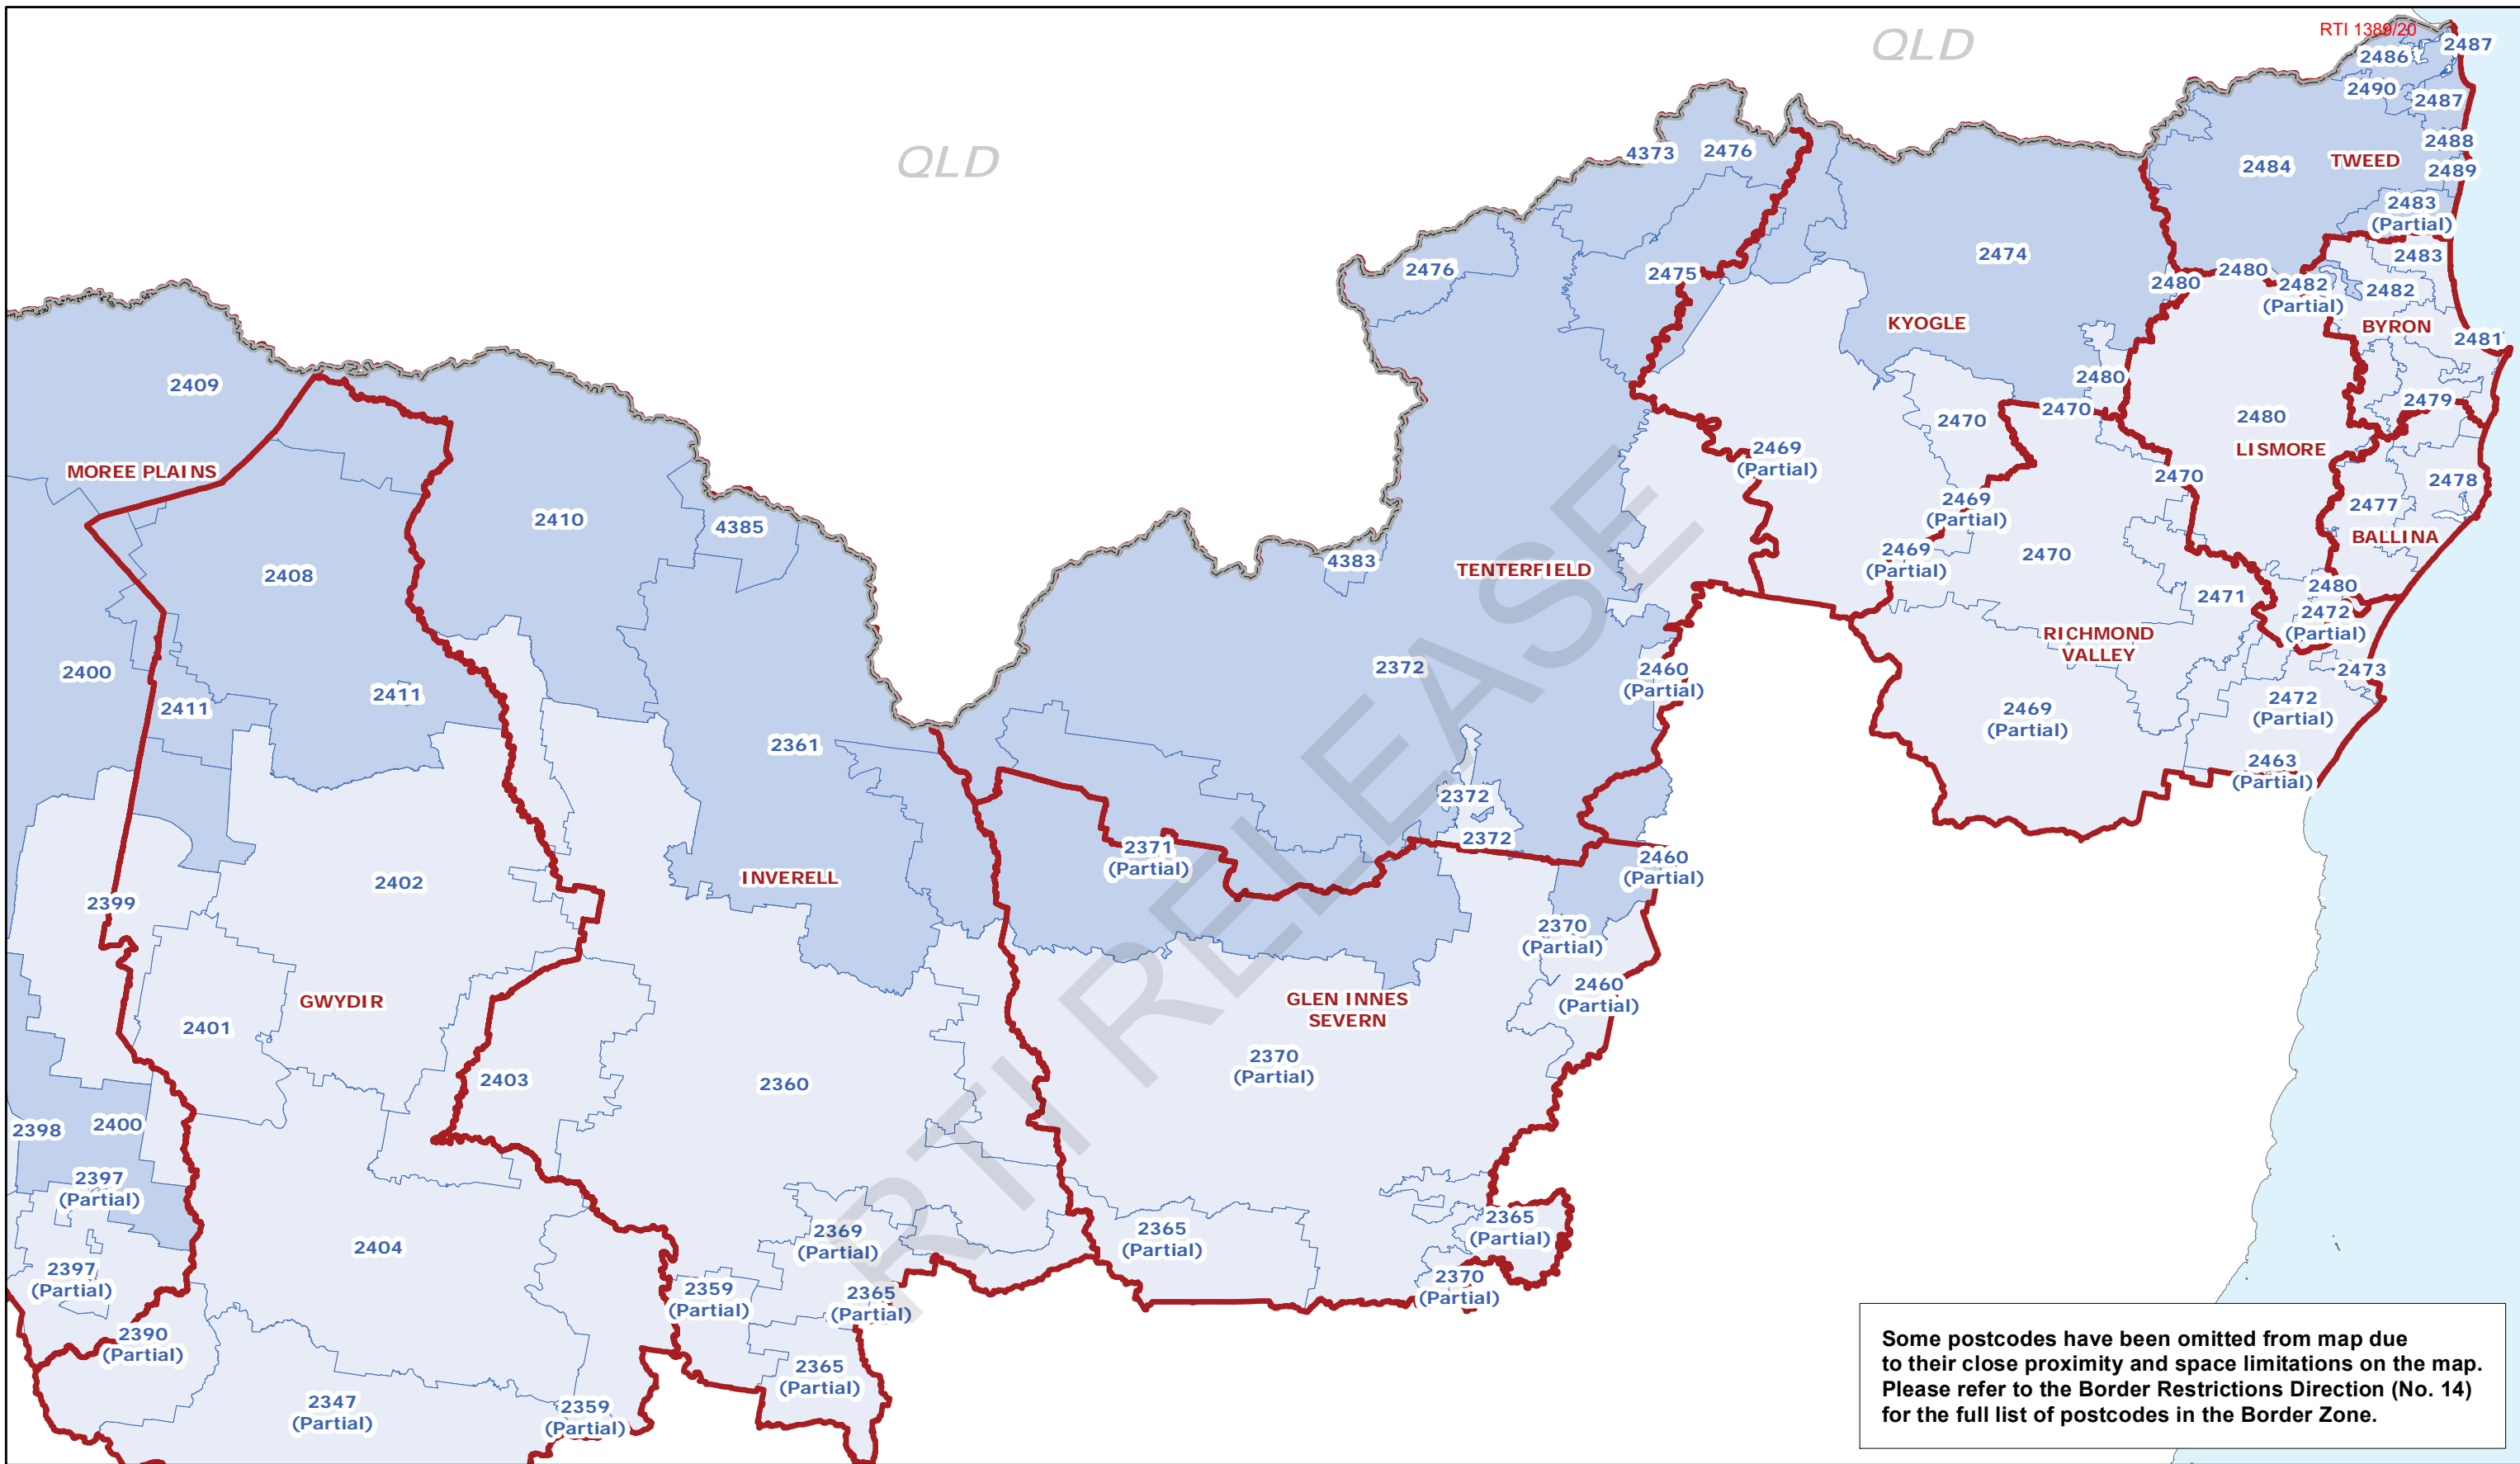 QLD
RTI 1389/20
2487
2486
2490
2487
QLD
4373
2476
2488
TWEED
2484
2489
2483
(Partial)
2476
2475
2474
2483
2480
2480
2482
(Partial)
2482
KYOGLE
BYRON
2481
2409
2480
2479
2470
2470
2480
LISMORE
MOREE PLAINS
2469
(Partial)
2470
2478
2469
(Partial)
2477
2410
4385
BALLINA
2469
(Partial)
2470
4383
TENTERFIELD
2408
2480
2471
2472
(Partial)
RICHMOND
VALLEY
2400
2372
2460
(Partial)
2473
2411
2411
2472
(Partial)
2469
(Partial)
2361
2463
(Partial)
2372
2372
2371
(Partial)
2460
(Partial)
INVERELL
2402
2399
2370
(Partial)
2460
(Partial)
GWYDIR
GLEN INNES
SEVERN
2401
2370
(Partial)
2403
2360
2398
2400
2397
(Partial)
2369
(Partial)
2365
(Partial)
2365
(Partial)
2404
2397
(Partial)
2359
(Partial)
2365
(Partial)
2370
(Partial)
2390
(Partial)
2365
(Partial)
2347
(Partial)
2359
(Partial)
RTI RELEASE
Some postcodes have been omitted from map due
to their close proximity and space limitations on the map.
Please refer to the Border Restrictions Direction (No. 14)
for the full list of postcodes in the Border Zone.